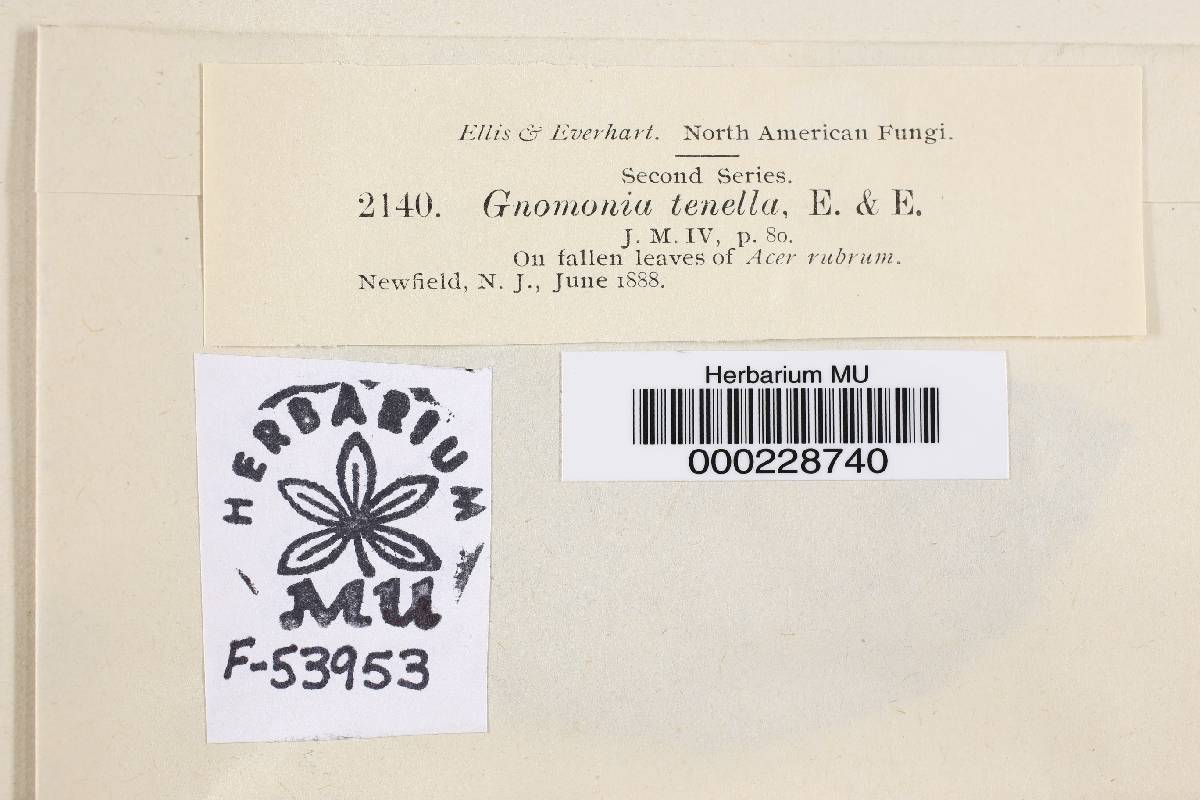 Ellis & Everhart. North American Fungi.
Second Series.
2140. Gnomonia tenella, E. & E.
J. M. IV, p. 80.
On fallen leaves of Acer rubrum.
Newfield, N. J., June 1888.
Herbarium MU
000228740
HERBARIUM
MU
F-53953